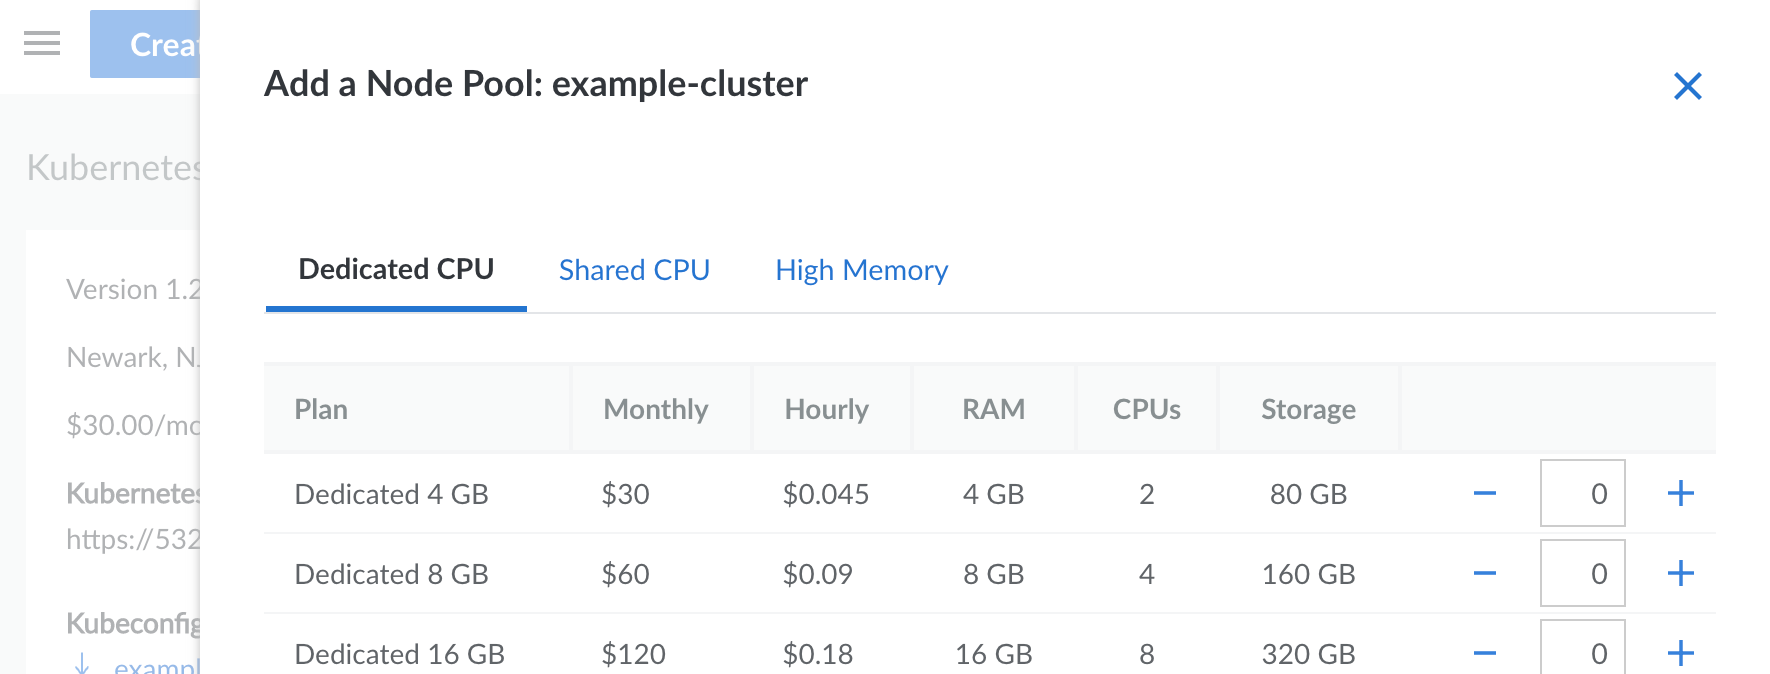 Creat
Add a Node Pool: example-cluster
Kubernetes
Dedicated CPU Shared CPU High Memory
Version 1.2
Newark, N
$30.00/mo
Kubernetes
https://532
Kubeconfig
exampl
Plan Monthly Hourly RAM CPUs Storage
Dedicated 4 GB $30 $0.045 4 GB 2 80 GB 0
Dedicated 8 GB $60 $0.09 8 GB 4 160 GB 0
Dedicated 16 GB $120 $0.18 16 GB 8 320 GB 0